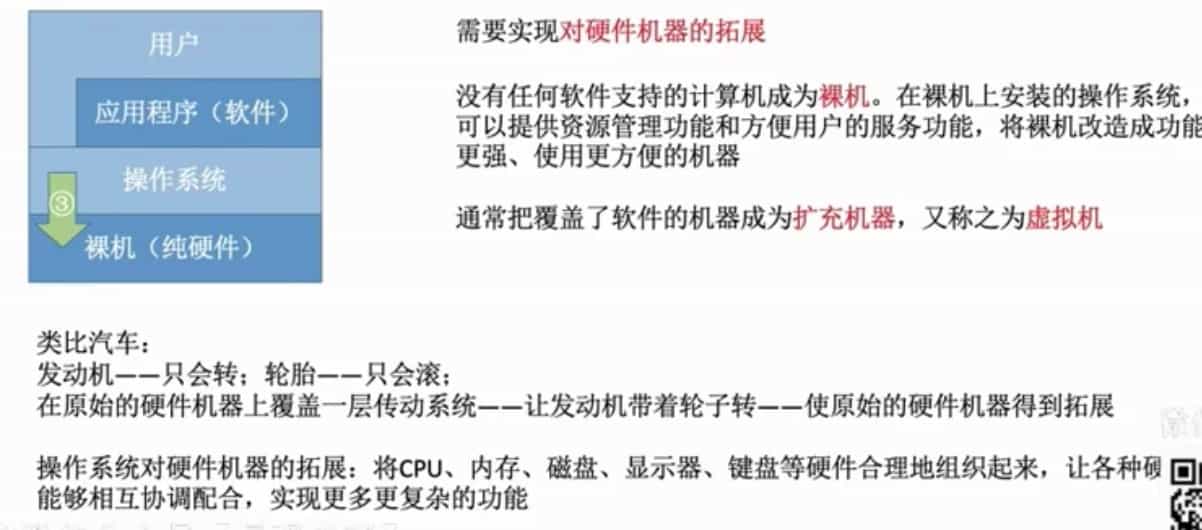 用户
应用程序（软件）
操作系统
③
裸机（纯硬件）
需要实现对硬件机器的拓展
没有任何软件支持的计算机成为裸机。在裸机上安装的操作系统，
可以提供资源管理功能和方便用户的服务功能，将裸机改造成功能
更强、使用更方便的机器
通常把覆盖了软件的机器成为扩充机器，又称之为虚拟机
类比汽车：
发动机——只会转；轮胎——只会滚；
在原始的硬件机器上覆盖一层传动系统——让发动机带着轮子转——使原始的硬件机器得到拓展
操作系统对硬件机器的拓展：将CPU、内存、磁盘、显示器、键盘等硬件合理地组织起来，让各种硬
能够相互协调配合，实现更多更复杂的功能